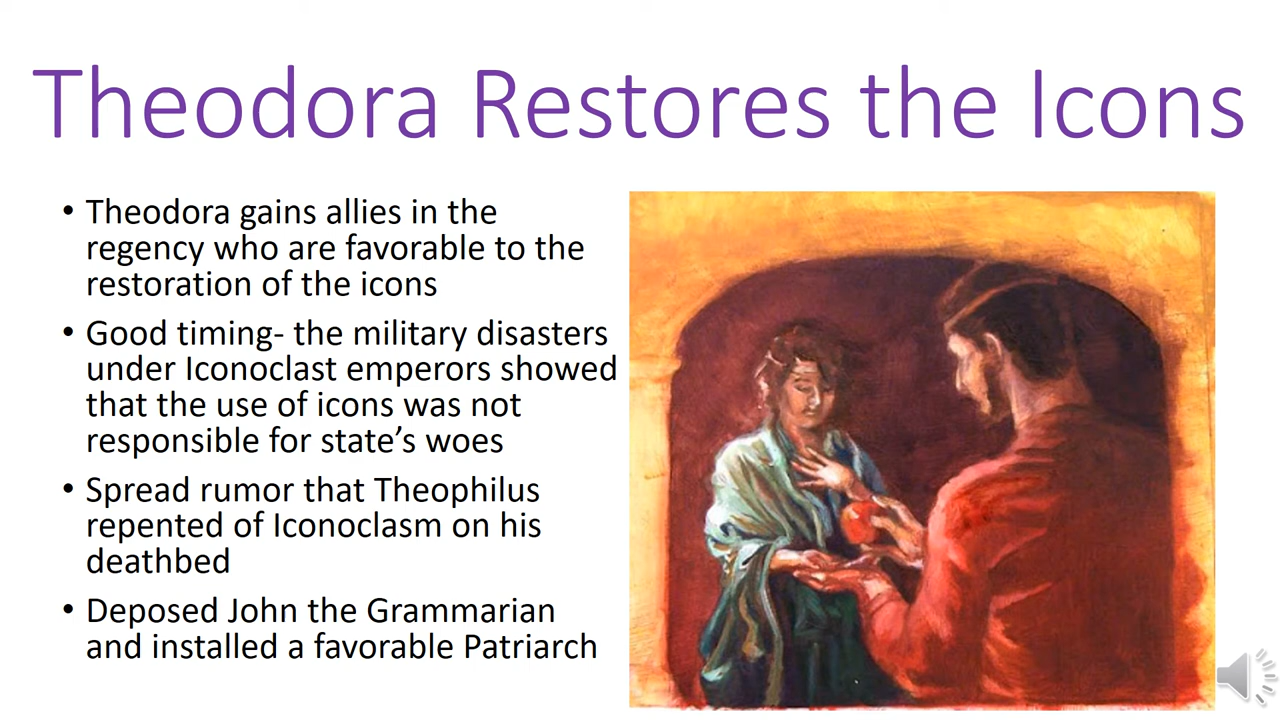 Theodora Restores the Icons
• Theodora gains allies in the
regency who are favorable to the
restoration of the icons
• Good timing- the military disasters
under Iconoclast emperors showed
that the use of icons was not
responsible for state’s woes
• Spread rumor that Theophilus
repented of Iconoclasm on his
deathbed
• Deposed John the Grammarian
and installed a favorable Patriarch